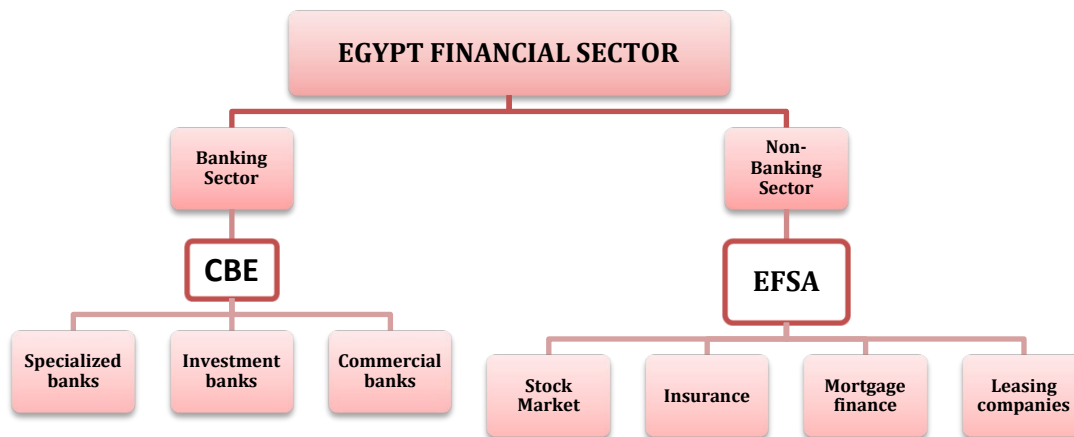 EGYPT FINANCIAL SECTOR
Banking
Sector
Non-
Banking
Sector
CBE
EFSA
Specialized
banks
Investment
banks
Commercial
banks
Stock
Market
Insurance
Mortgage
finance
Leasing
companies